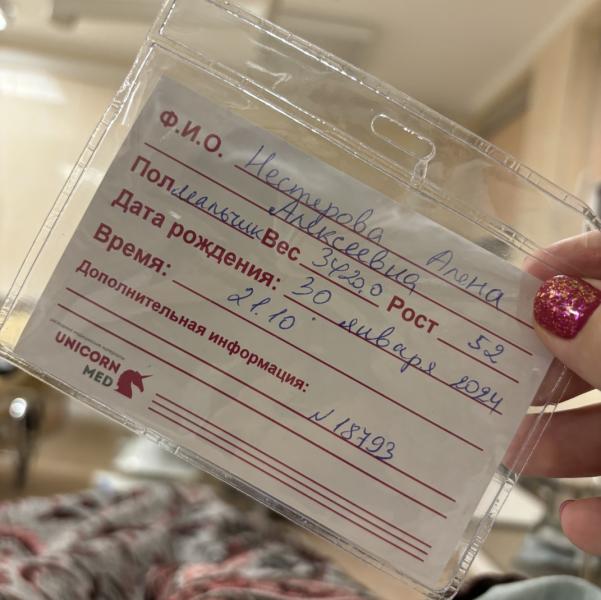 Ф.И.О. Нестерова Алена
Алексеевна
Пол мальчик Вес 3420.0 Рост 52
Дата рождения: 30 января 2024
Время: 21.10
Дополнительная информация:
N 18793
UNICORN
MED